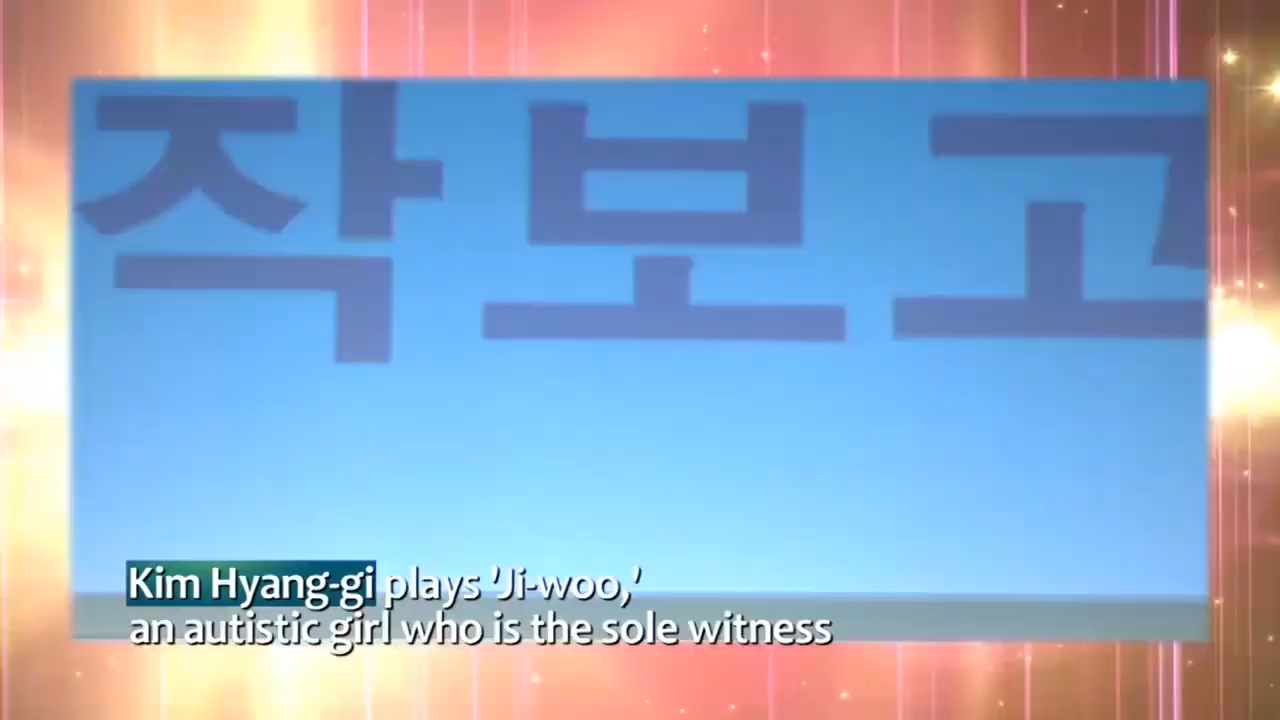 작보고
Kim Hyang-gi plays 'Ji-woo,'
an autistic girl who is the sole witness